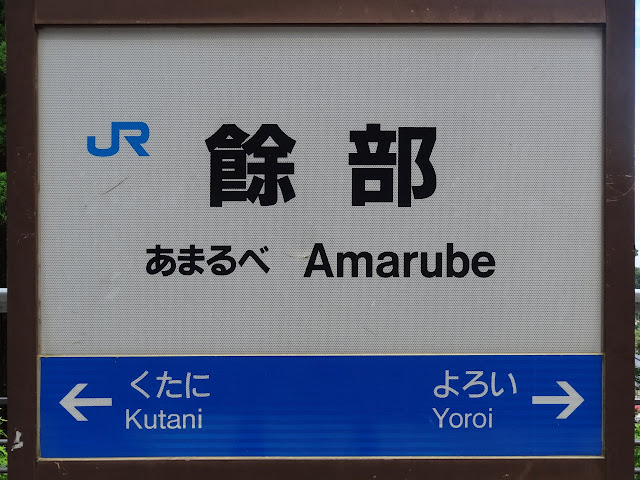 JR 餘部
あまるべ Amarube
← くたに よろい →
Kutani Yoroi